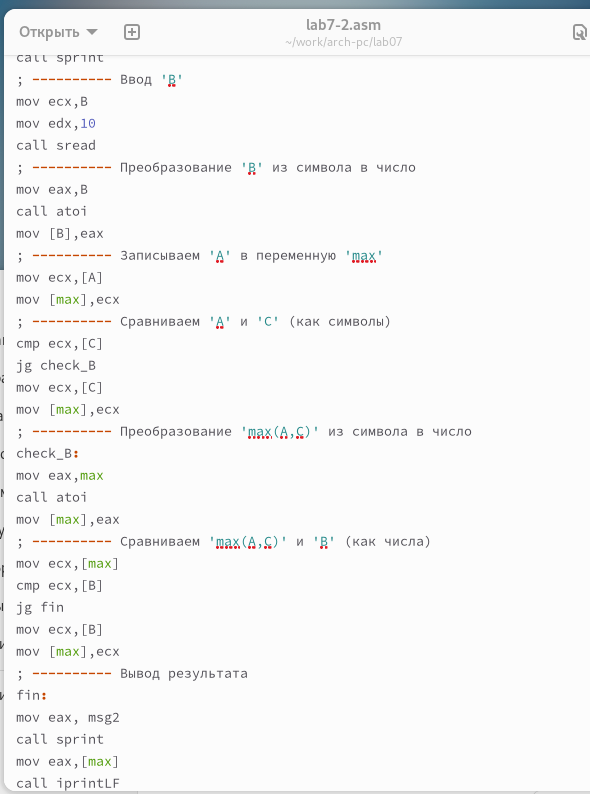 Открыть
lab7-2.asm
~/work/arch-pc/lab07
call sprint
; ---------- Ввод 'B'
mov ecx,B
mov edx,10
call sread
; ---------- Преобразование 'B' из символа в число
mov eax,B
call atoi
mov [B],eax
; ---------- Записываем 'A' в переменную 'max'
mov ecx,[A]
mov [max],ecx
; ---------- Сравниваем 'A' и 'C' (как символы)
cmp ecx,[C]
jg check_B
mov ecx,[C]
mov [max],ecx
; ---------- Преобразование 'max(A,C)' из символа в число
check_B:
mov eax,max
call atoi
mov [max],eax
; ---------- Сравниваем 'max(A,C)' и 'B' (как числа)
mov ecx,[max]
cmp ecx,[B]
jg fin
mov ecx,[B]
mov [max],ecx
; ---------- Вывод результата
fin:
mov eax, msg2
call sprint
mov eax,[max]
call iprintLF